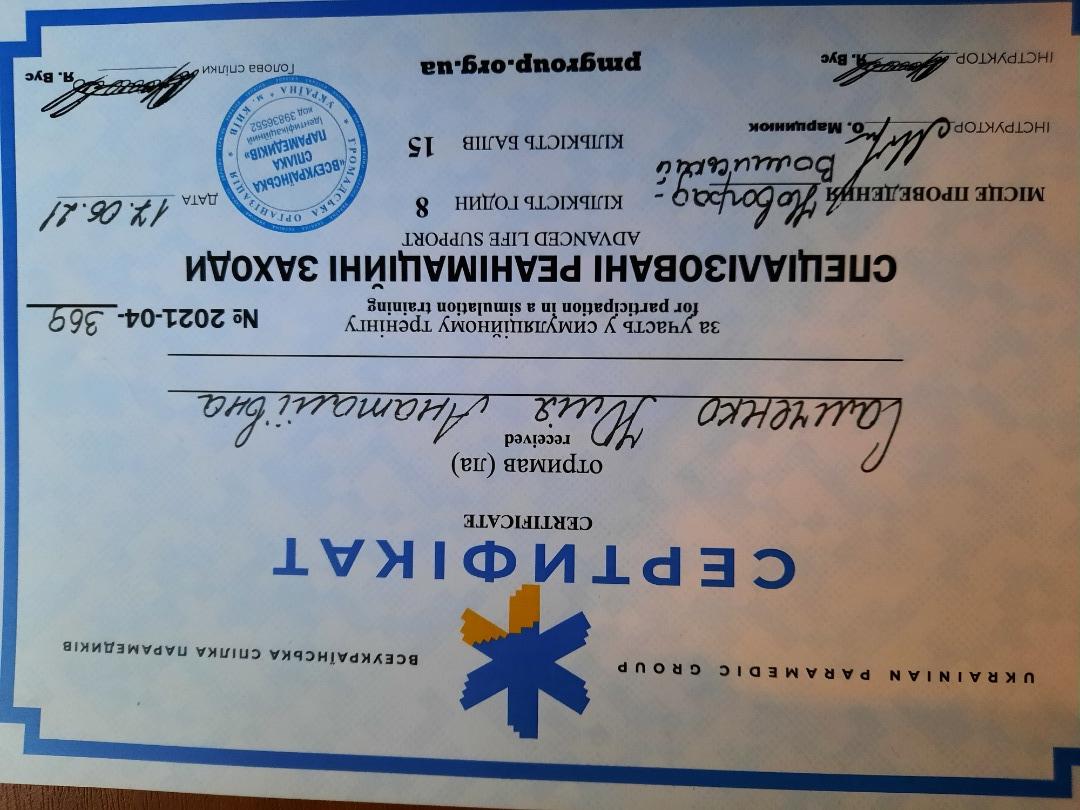 UKRAINIAN PARAMEDIC GROUP
ВСЕУКРАЇНСЬКА СПІЛКА ПАРАМЕДИКІВ
СЕРТИФІКАТ
CERTIFICATE
отримав (ла)
received
Юлія Анатоліївна
за участь у симуляційному тренінгу
for participation in a simulation training
№ 2021-04-369
СПЕЦІАЛІЗОВАНІ РЕАНІМАЦІЙНІ ЗАХОДИ
ADVANCED LIFE SUPPORT
МІСЦЕ ПРОВЕДЕННЯ Новоград-
Волинський
КІЛЬКІСТЬ ГОДИН 8
ДАТА 17.06.21
ІНСТРУКТОР О. Марцинюк
КІЛЬКІСТЬ БАЛІВ 15
ІНСТРУКТОР Я. Вус
pmgroup.org.ua
Голова спілки Я. Вус
ГРОМАДСЬКА ОРГАНІЗАЦІЯ
* УКРАЇНА * м. КИЇВ *
«ВСЕУКРАЇНСЬКА
СПІЛКА
ПАРАМЕДИКІВ»
Ідентифікаційний
код 39836552